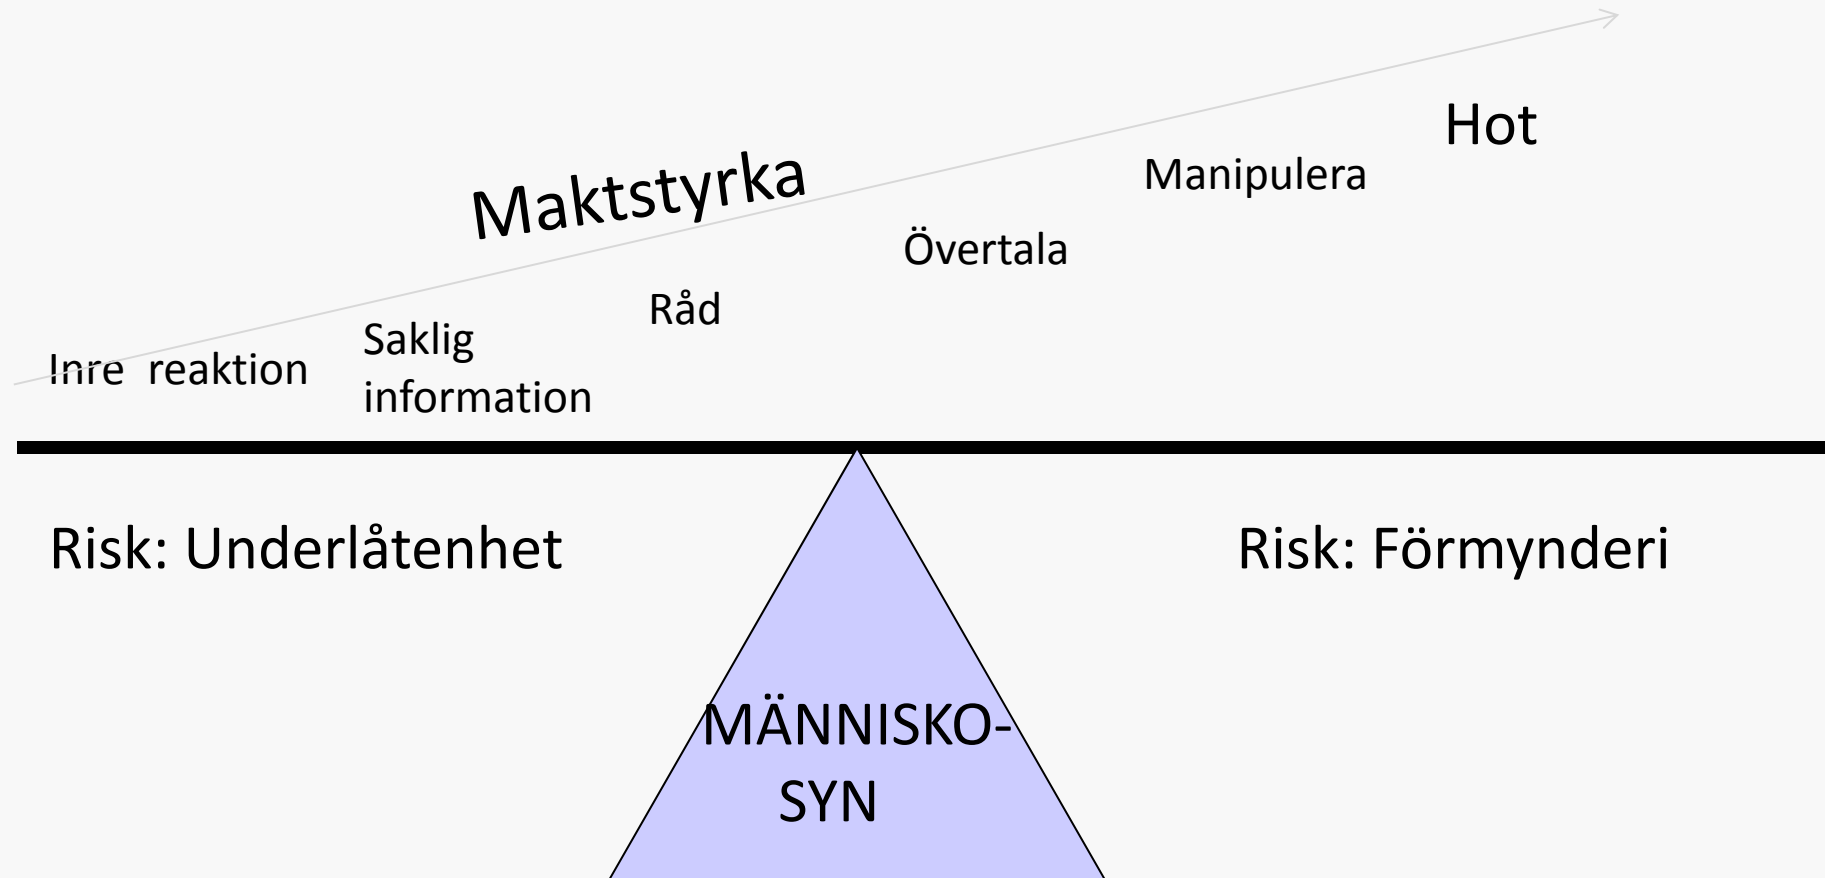 Hot
Manipulera
Maktstyrka
Övertala
Råd
Saklig
information
Inre reaktion
Risk: Underlåtenhet
Risk: Förmynderi
MÄNNISKO-
SYN